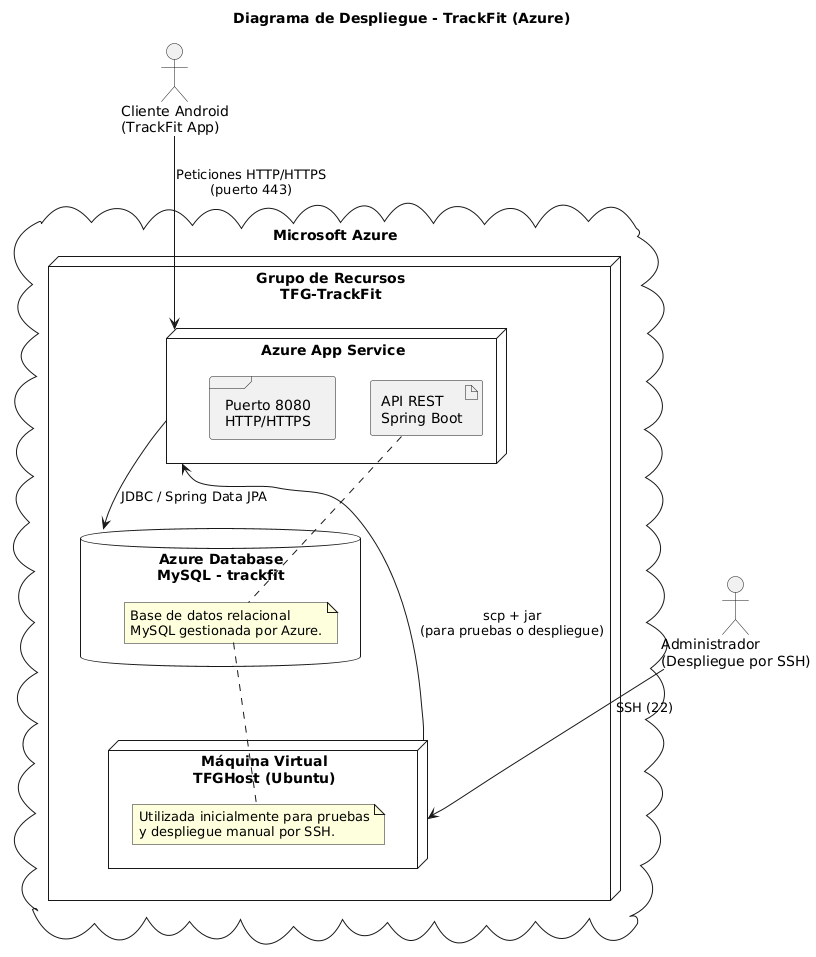 Diagrama de Despliegue - TrackFit (Azure)
Cliente Android
(TrackFit App)
Peticiones HTTP/HTTPS
(puerto 443)
Microsoft Azure
Grupo de Recursos
TFG-TrackFit
Azure App Service
Puerto 8080
HTTP/HTTPS
API REST
Spring Boot
JDBC / Spring Data JPA
Azure Database
MySQL - trackfit
Base de datos relacional
MySQL gestionada por Azure.
scp + jar
(para pruebas o despliegue)
Administrador
(Despliegue por SSH)
SSH (22)
Máquina Virtual
TFGHost (Ubuntu)
Utilizada inicialmente para pruebas
y despliegue manual por SSH.